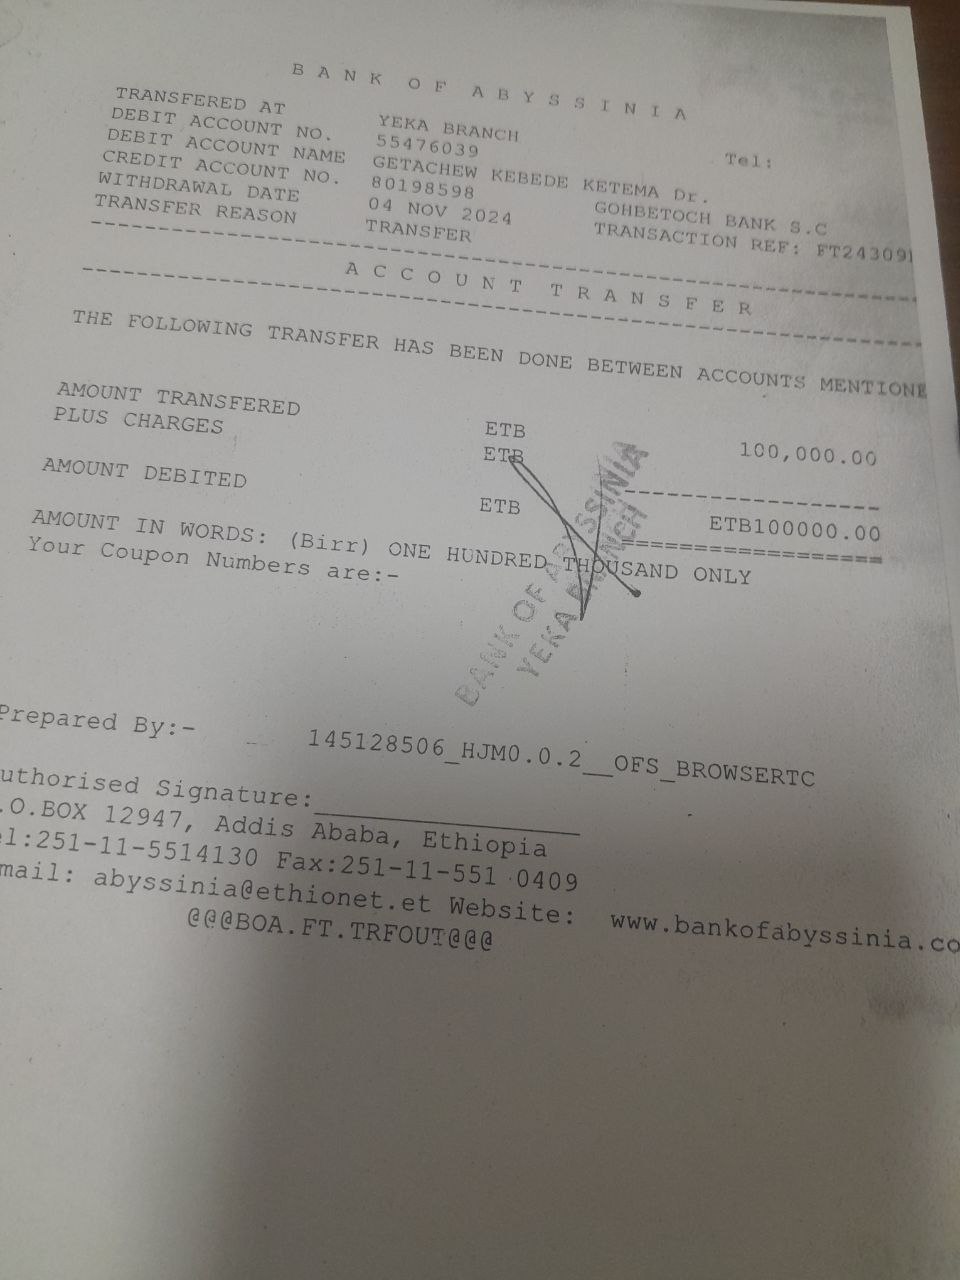 B A N K  O F  A B Y S S I N I A
TRANSFERED AT YEKA BRANCH Tel:
DEBIT ACCOUNT NO. 55476039
DEBIT ACCOUNT NAME GETACHEW KEBEDE KETEMA Dr.
CREDIT ACCOUNT NO. 80198598 GOHBETOCH BANK S.C
WITHDRAWAL DATE 04 NOV 2024 TRANSACTION REF: FT24309
TRANSFER REASON TRANSFER
A C C O U N T  T R A N S F E R
THE FOLLOWING TRANSFER HAS BEEN DONE BETWEEN ACCOUNTS MENTIONE
AMOUNT TRANSFERED ETB 100,000.00
PLUS CHARGES ETB
AMOUNT DEBITED ETB ETB100000.00
AMOUNT IN WORDS: (Birr) ONE HUNDRED THOUSAND ONLY
Your Coupon Numbers are:-
BANK OF ABYSSINIA
YEKA BRANCH
Prepared By:- 145128506_HJM0.0.2__OFS_BROWSERTC
uthorised Signature:
.O.BOX 12947, Addis Ababa, Ethiopia
el:251-11-5514130 Fax:251-11-551 0409
mail: abyssinia@ethionet.et Website: www.bankofabyssinia.co
@@@BOA.FT.TRFOUT@@@